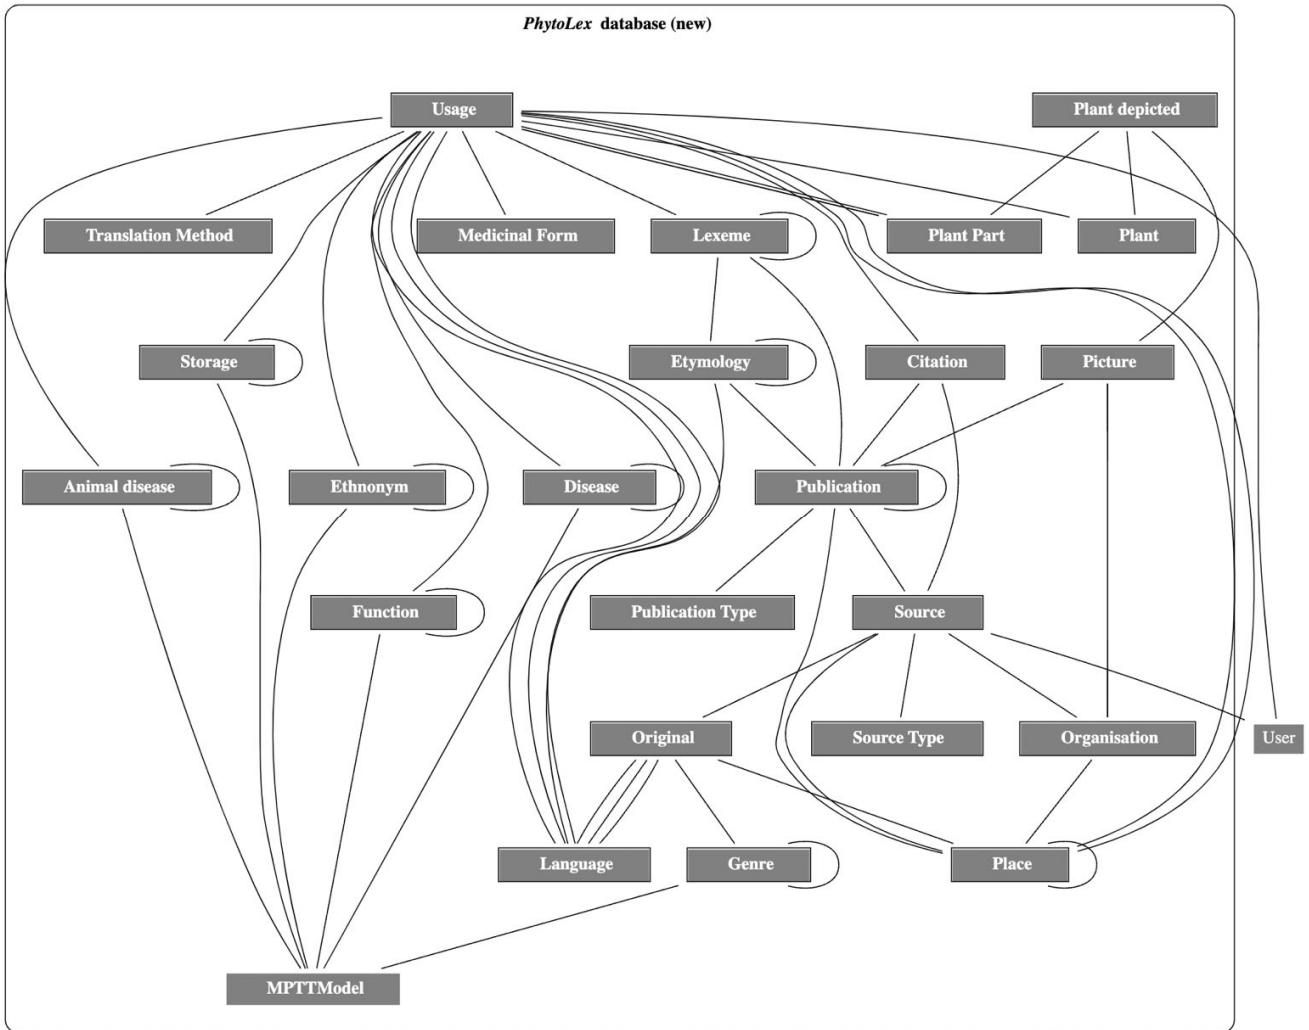 PhytoLex database (new)
Usage
Plant depicted
Translation Method
Medicinal Form
Lexeme
Plant Part
Plant
Storage
Etymology
Citation
Picture
Animal disease
Ethnonym
Disease
Publication
Function
Publication Type
Source
Original
Source Type
Organisation
User
Language
Genre
Place
MPTTModel